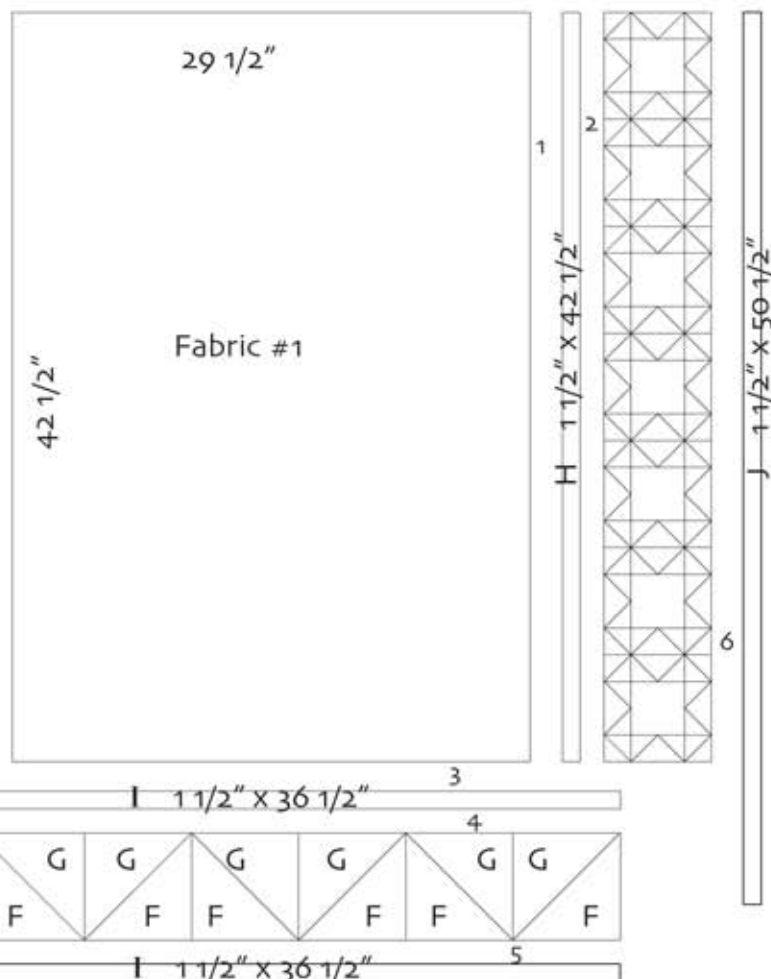 29 1/2"
1
2
42 1/2"
Fabric #1
H 1 1/2" x 42 1/2"
J 1 1/2" x 50 1/2"
6
3
I 1 1/2" x 36 1/2"
4
G G G G G G
F F F F F F
5
I 1 1/2" x 36 1/2"